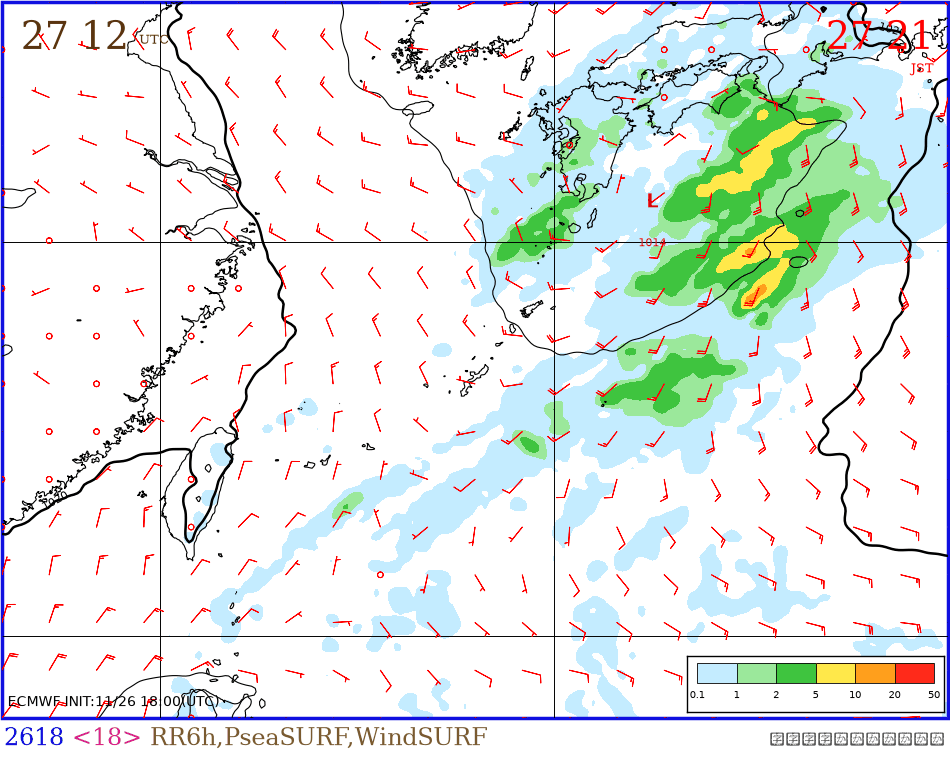 27 12 UTC
27 21
JST
L
1014
0.1 1 2 5 10 20 50
ECMWF INIT:11/26 18:00(UTC)
2618 <18> RR6h,PseaSURF,WindSURF